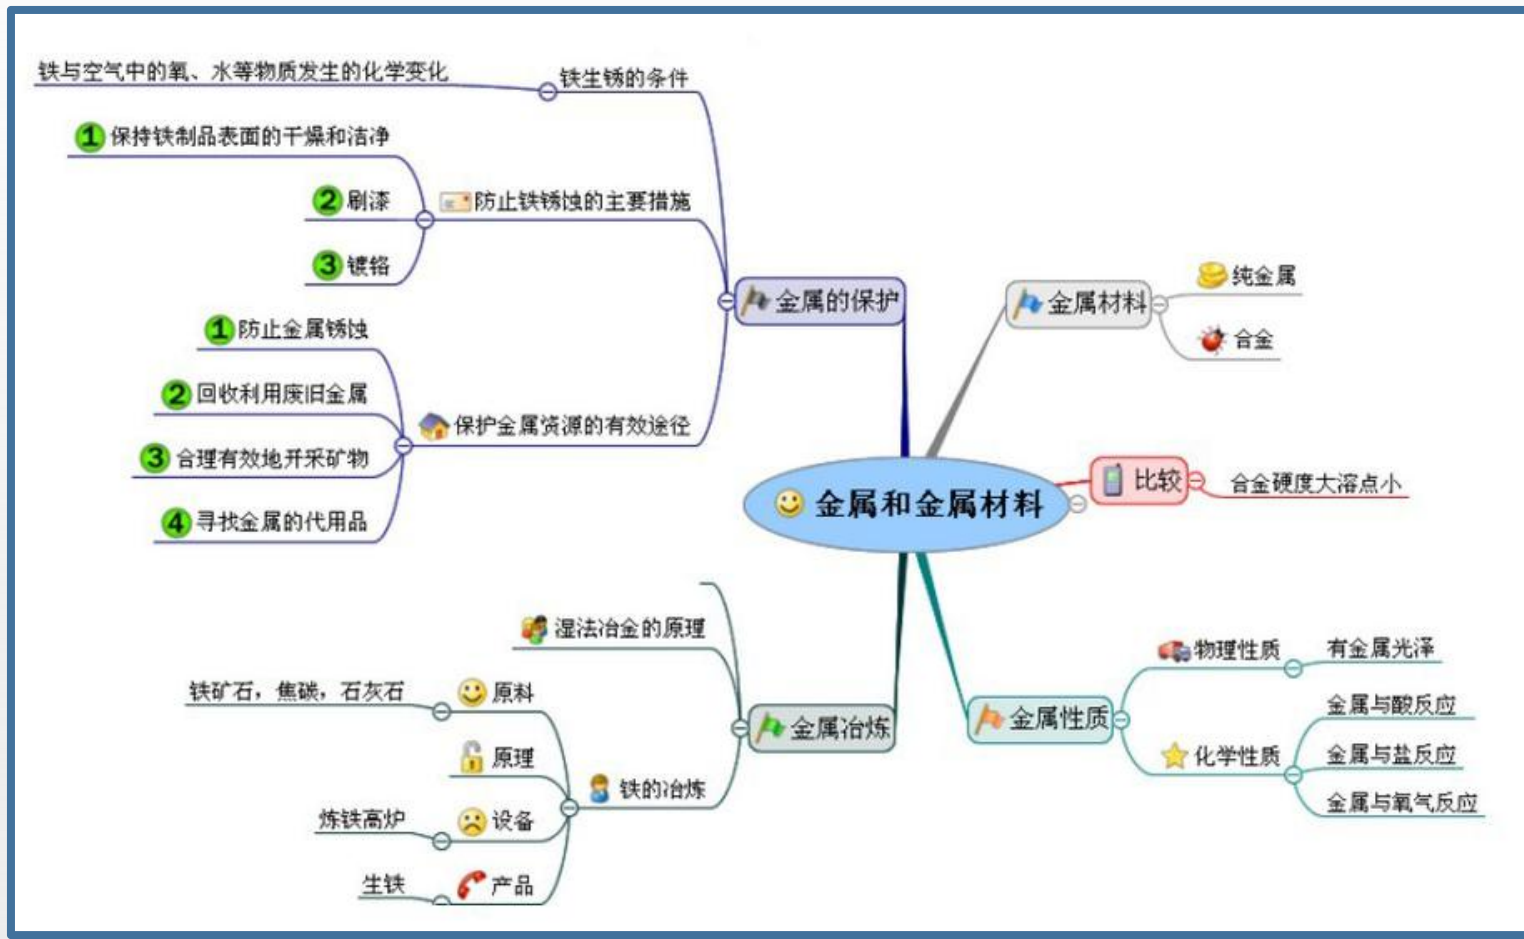 铁与空气中的氧、水等物质发生的化学变化
铁生锈的条件
1 保持铁制品表面的干燥和洁净
2 刷漆
3 镀铬
防止铁锈蚀的主要措施
1 防止金属锈蚀
2 回收利用废旧金属
3 合理有效地开采矿物
4 寻找金属的代用品
保护金属资源的有效途径
金属的保护
金属材料
纯金属
合金
比较
合金硬度大溶点小
金属和金属材料
湿法冶金的原理
铁矿石，焦碳，石灰石
原料
原理
炼铁高炉
设备
生铁
产品
铁的冶炼
金属冶炼
金属性质
物理性质
有金属光泽
化学性质
金属与酸反应
金属与盐反应
金属与氧气反应